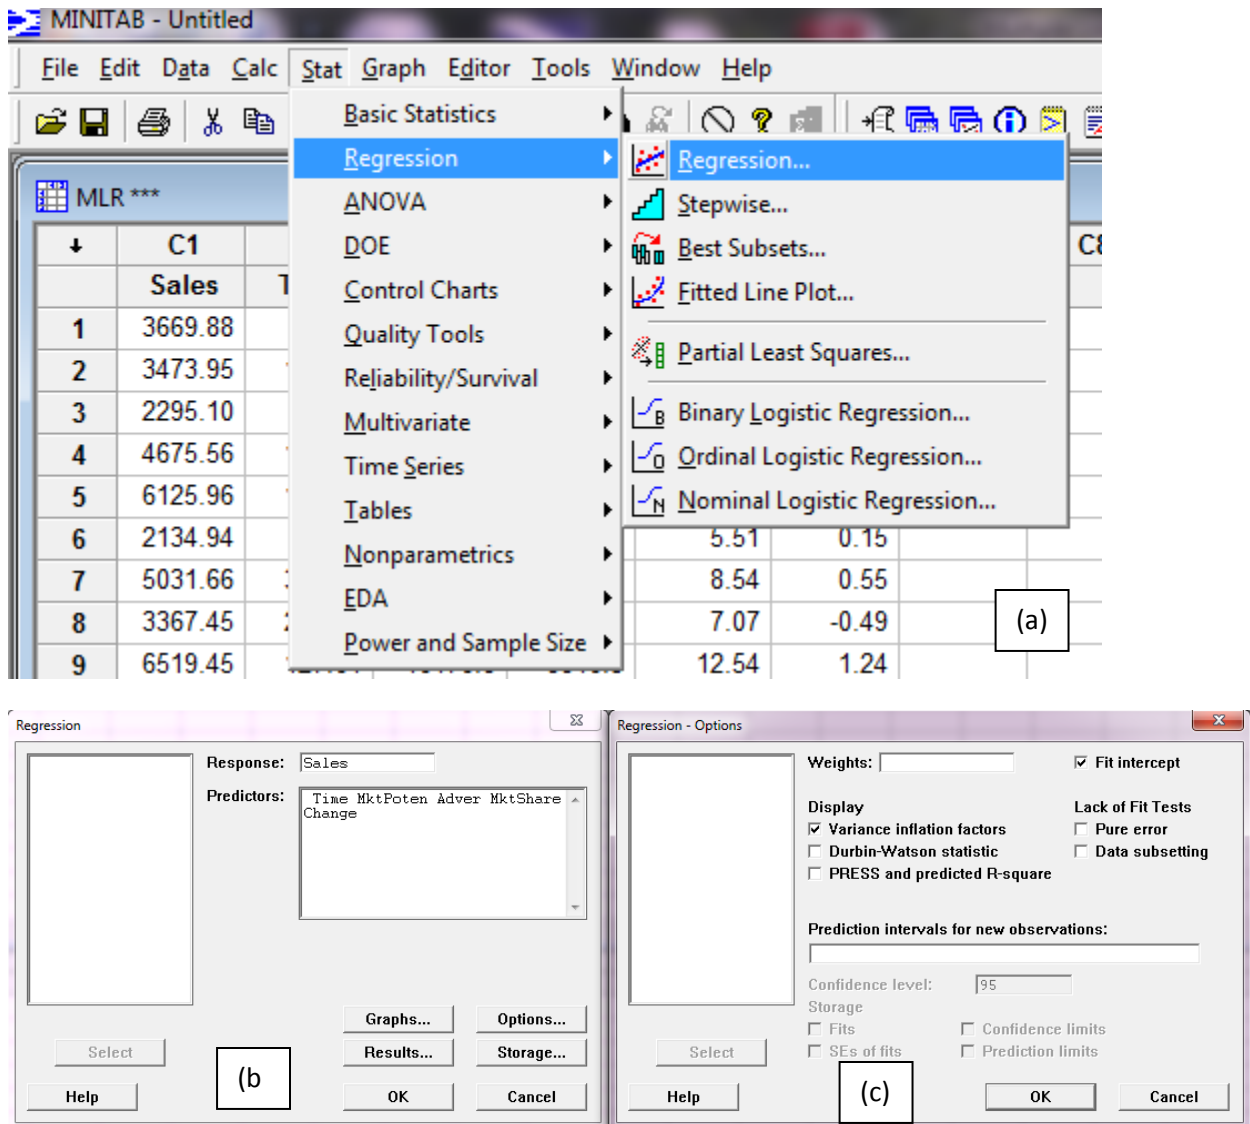 MINITAB - Untitled
File Edit Data Calc Stat Graph Editor Tools Window Help
Basic Statistics
Regression
ANOVA
DOE
Control Charts
Quality Tools
Reliability/Survival
Multivariate
Time Series
Tables
Nonparametrics
EDA
Power and Sample Size
Regression...
Stepwise...
Best Subsets...
Fitted Line Plot...
Partial Least Squares...
Binary Logistic Regression...
Ordinal Logistic Regression...
Nominal Logistic Regression...
MLR ***
C1 C8
Sales T
1 3669.88
2 3473.95
3 2295.10
4 4675.56
5 6125.96
6 2134.94 5.51 0.15
7 5031.66 8.54 0.55
8 3367.45 7.07 -0.49
9 6519.45 12.54 1.24
(a)
Regression
Response: Sales
Predictors: Time MktPoten Adver MktShare
Change
Graphs... Options...
Select Results... Storage...
Help OK Cancel
(b
Regression - Options
Weights: Fit intercept
Display Lack of Fit Tests
Variance inflation factors Pure error
Durbin-Watson statistic Data subsetting
PRESS and predicted R-square
Prediction intervals for new observations:
Confidence level: 95
Storage
Fits Confidence limits
Select SEs of fits Prediction limits
Help OK Cancel
(c)